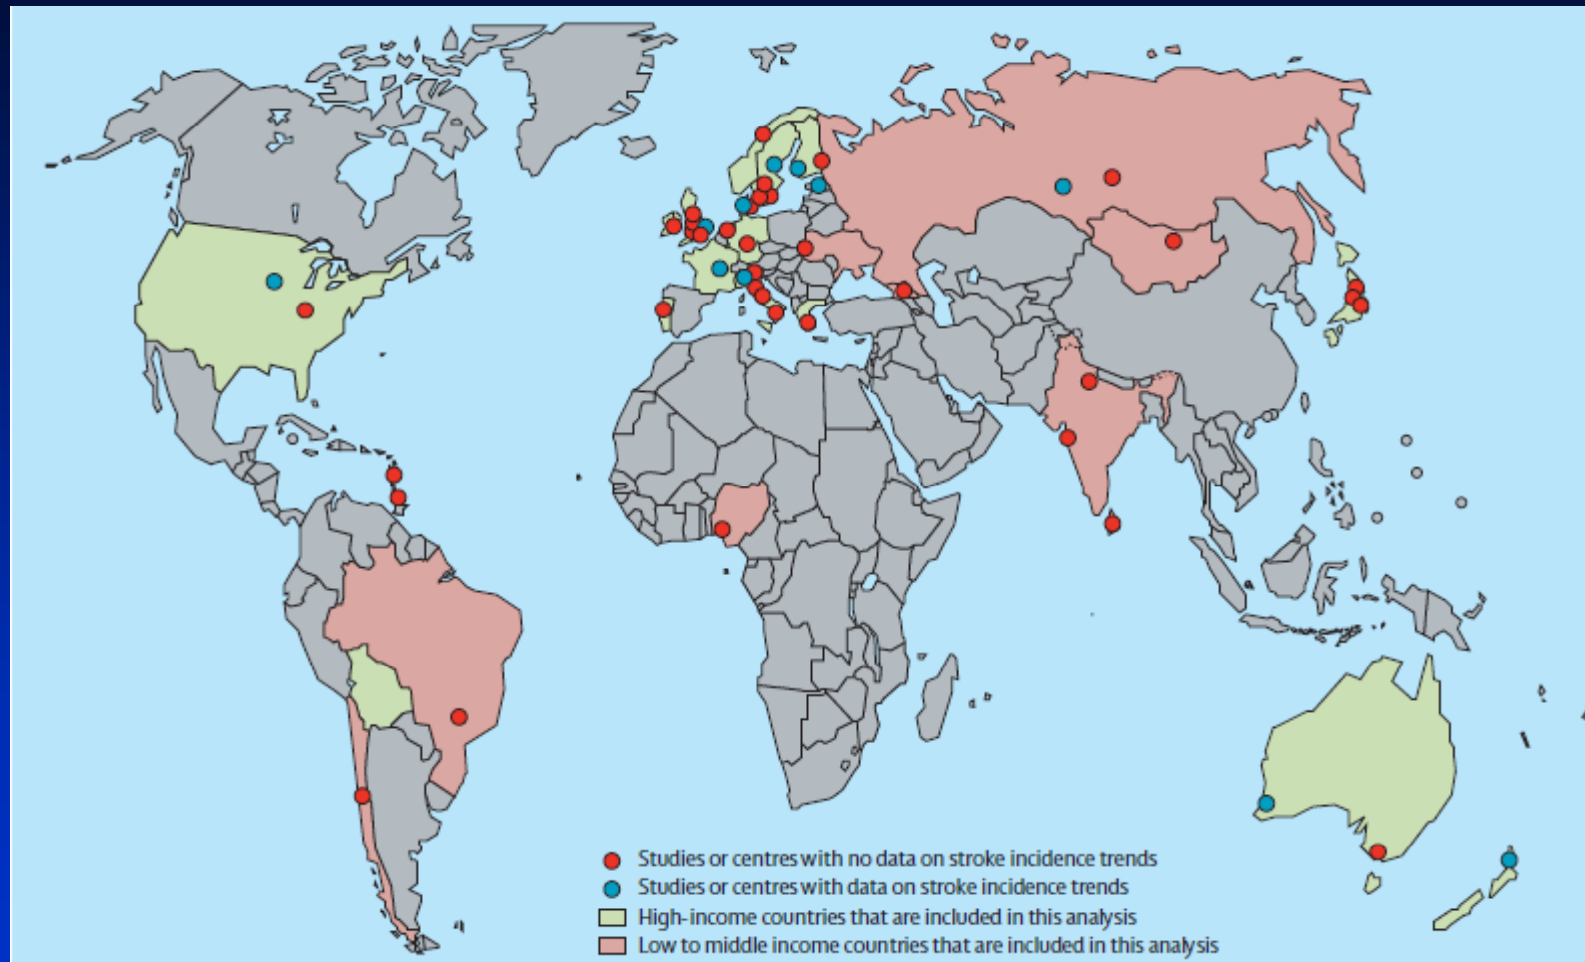 Studies or centres with no data on stroke incidence trends
Studies or centres with data on stroke incidence trends
High-income countries that are included in this analysis
Low to middle income countries that are included in this analysis